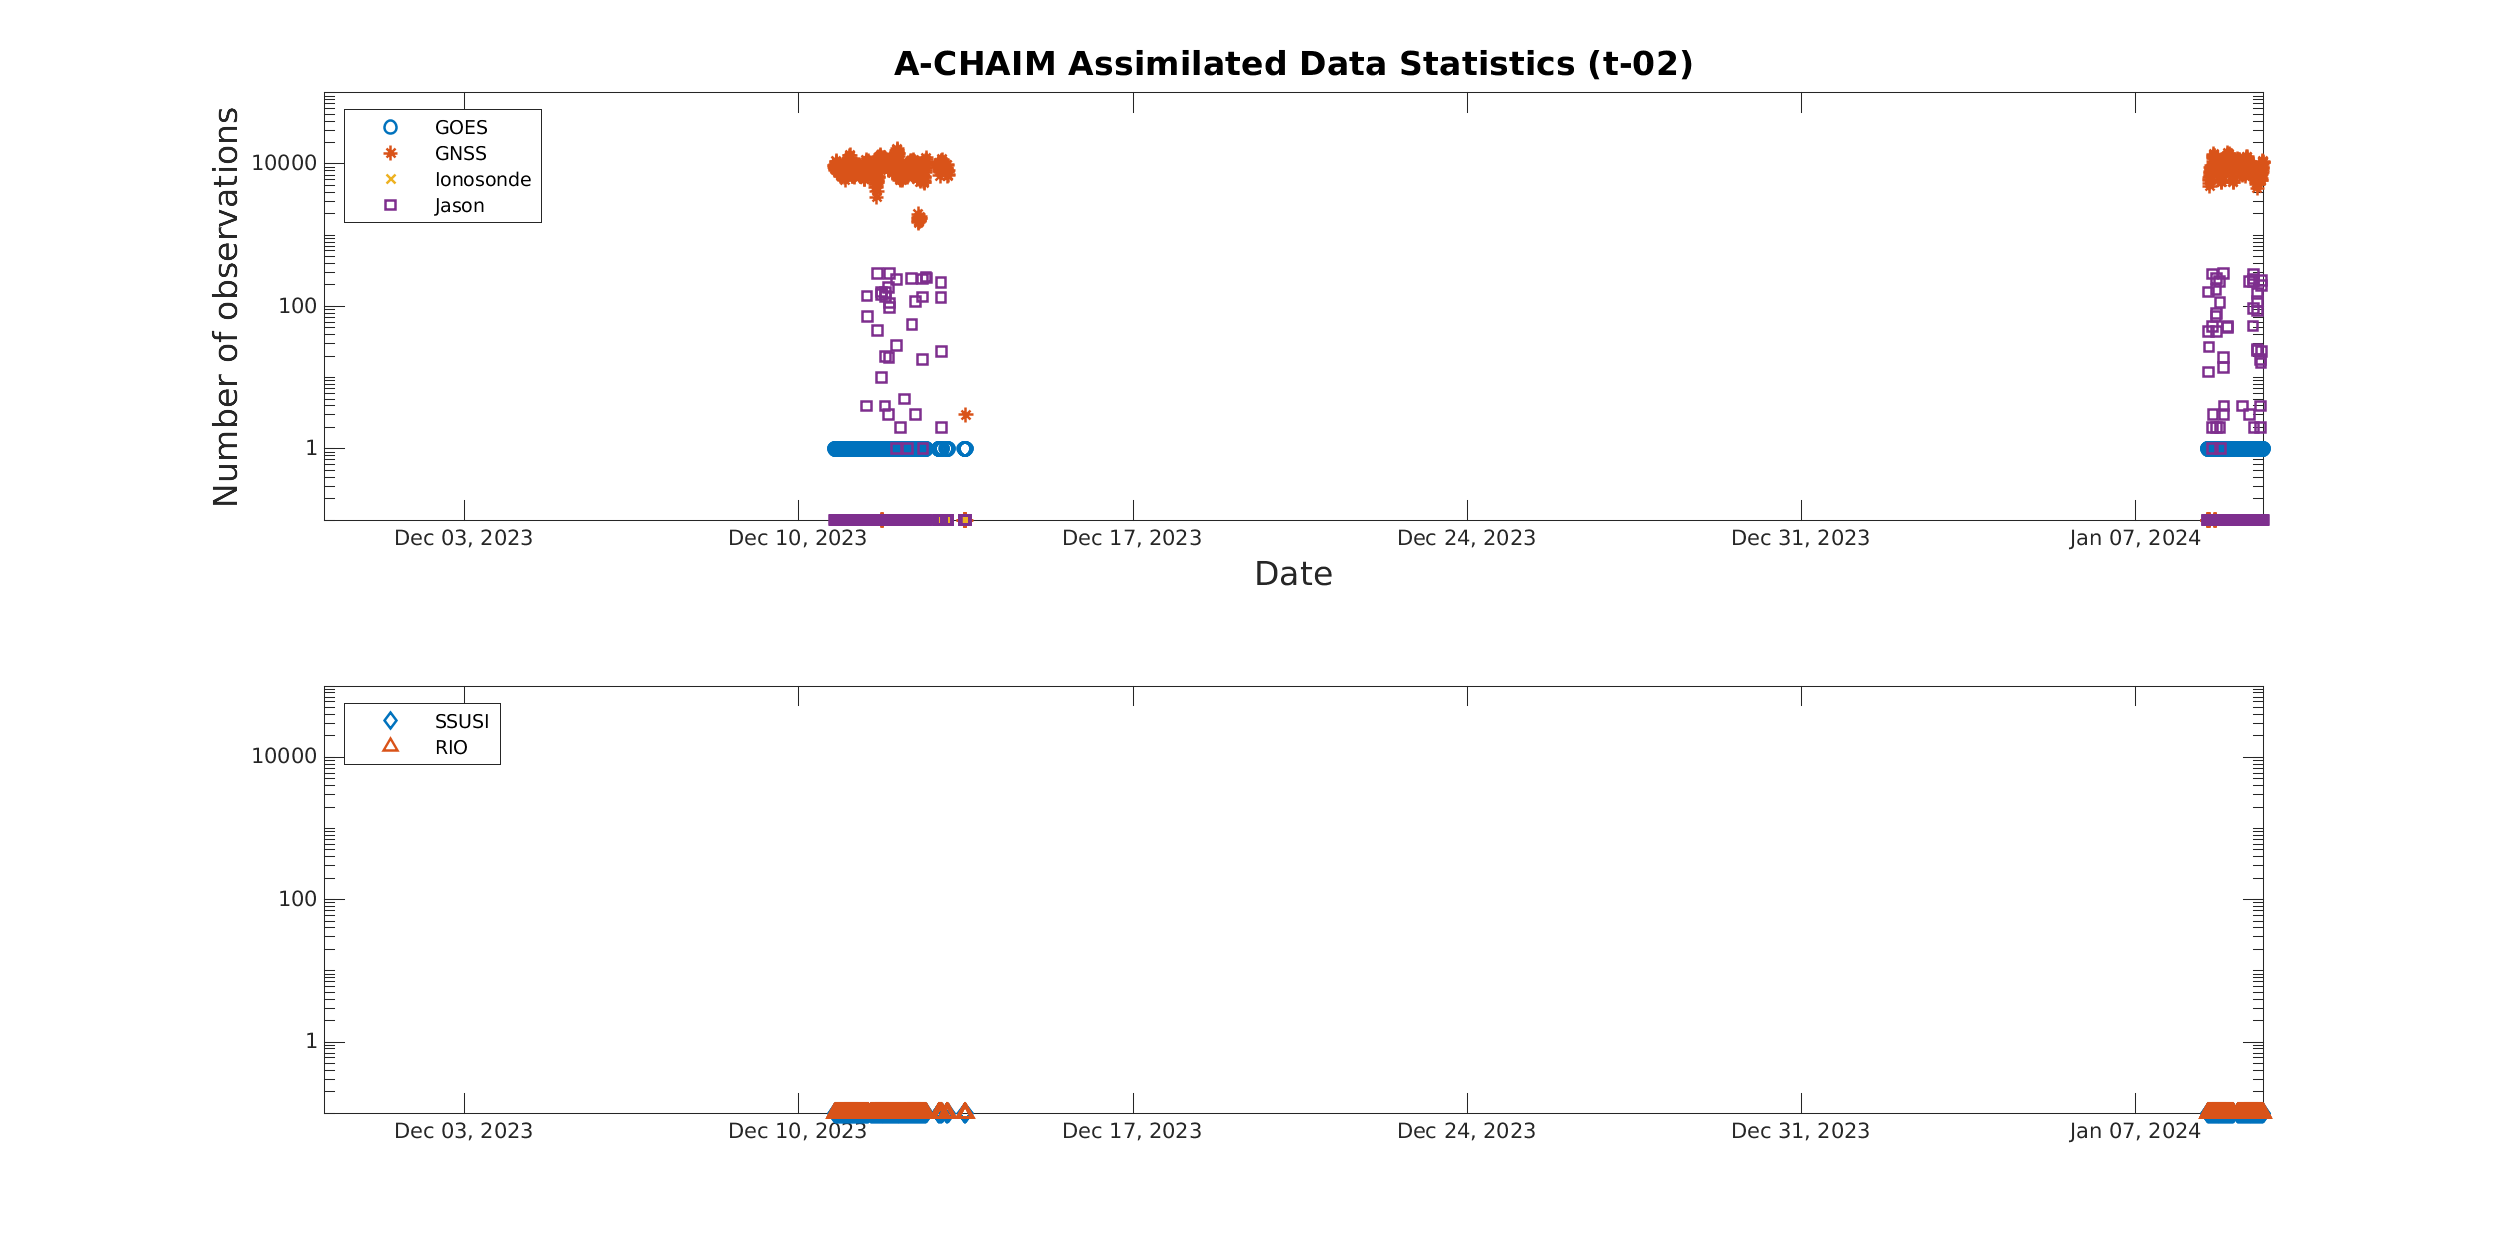 A-CHAIM Assimilated Data Statistics (t-02)
Number of observations
10000
100
1
GOES
GNSS
Ionosonde
Jason
Dec 03, 2023
Dec 10, 2023
Dec 17, 2023
Dec 24, 2023
Dec 31, 2023
Jan 07, 2024
Date
10000
100
1
SSUSI
RIO
Dec 03, 2023
Dec 10, 2023
Dec 17, 2023
Dec 24, 2023
Dec 31, 2023
Jan 07, 2024